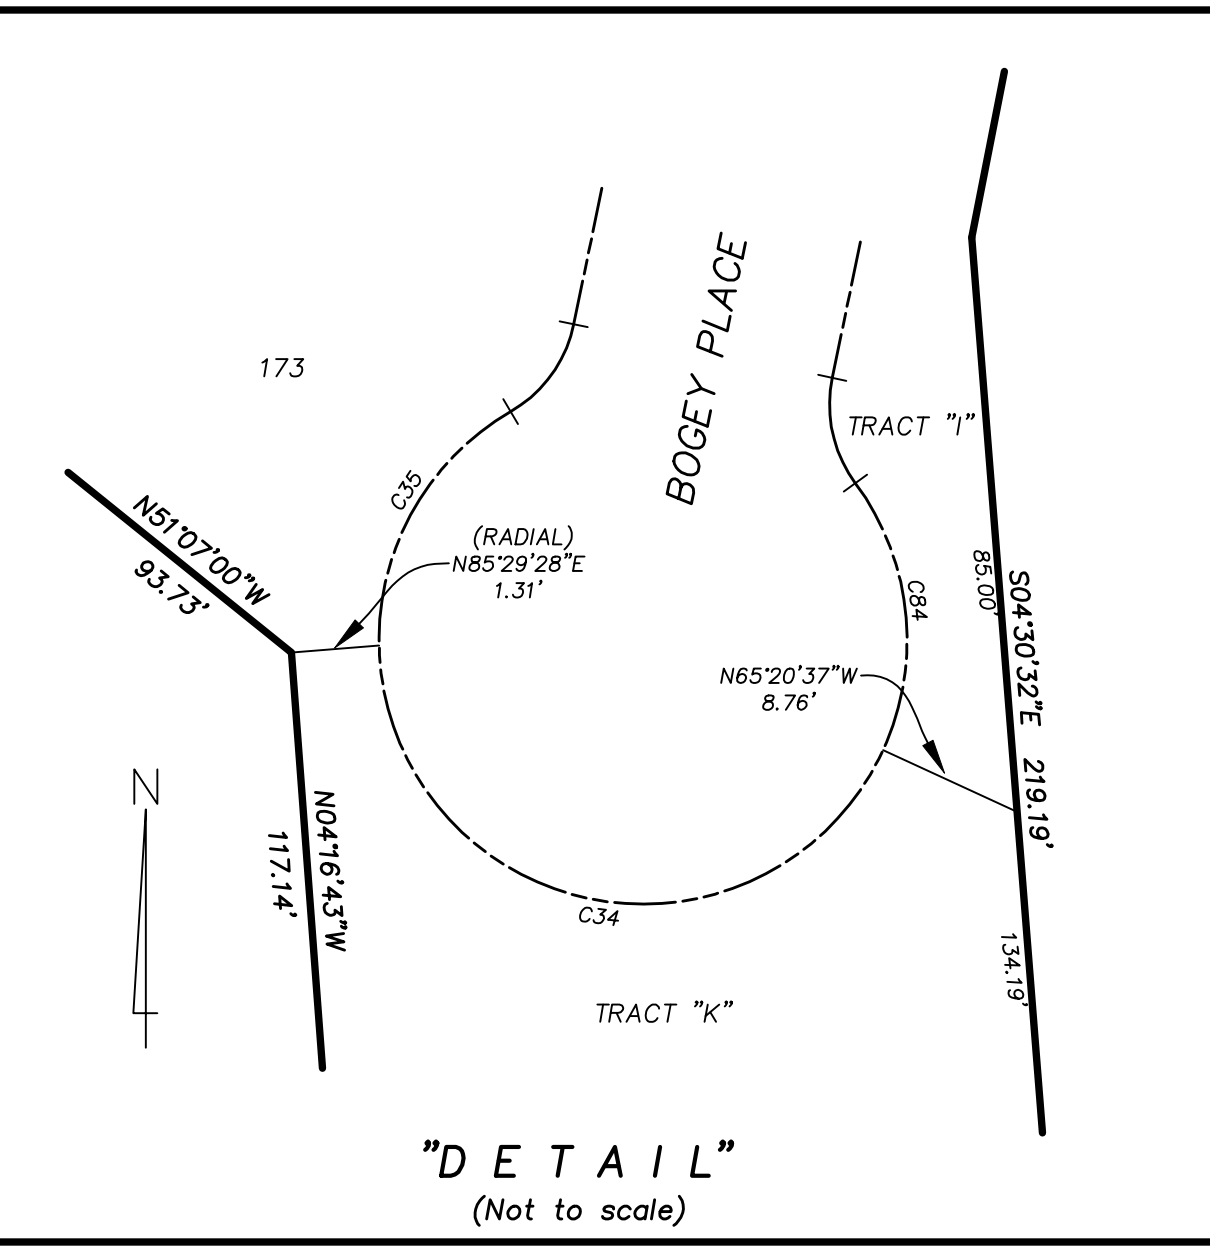 BOGEY PLACE
173
TRACT "I"
C35
N51°07'00"W
93.73'
(RADIAL)
N85°29'28"E
1.31'
85.00'
S04°30'32"E 219.19'
C84
N65°20'37"W
8.76'
N
N04°16'43"W
117.14'
C34
134.19'
TRACT "K"
"D E T A I L"
(Not to scale)